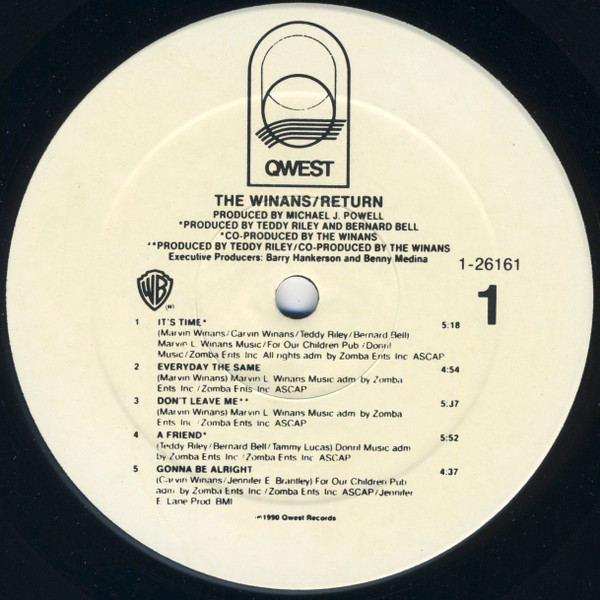 QWEST
THE WINANS/RETURN
PRODUCED BY MICHAEL J. POWELL
*PRODUCED BY TEDDY RILEY AND BERNARD BELL
*CO-PRODUCED BY THE WINANS
**PRODUCED BY TEDDY RILEY/CO-PRODUCED BY THE WINANS
Executive Producers: Barry Hankerson and Benny Medina
1-26161
WB
1
1 IT'S TIME* 5:18
(Marvin Winans/Carvin Winans/Teddy Riley/Bernard Bell)
Marvin L. Winans Music/For Our Children Pub./Donril
Music/Zomba Ents. Inc. All rights adm by Zomba Ents. Inc. ASCAP
2 EVERYDAY THE SAME 4:54
(Marvin Winans) Marvin L. Winans Music adm. by Zomba
Ents. Inc./Zomba Ents. Inc. ASCAP
3 DON'T LEAVE ME** 5:37
(Marvin Winans) Marvin L. Winans Music adm. by Zomba
Ents. Inc./Zomba Ents. Inc. ASCAP
4 A FRIEND* 5:52
(Teddy Riley/Bernard Bell/Tammy Lucas) Donril Music adm.
by Zomba Ents. Inc./Zomba Ents. Inc. ASCAP
5 GONNA BE ALRIGHT 4:37
(Carvin Winans/Jennifer E. Brantley) For Our Children Pub.
adm. by Zomba Ents. Inc./Zomba Ents. Inc. ASCAP/Jennifer
E. Lane Prod. BMI
℗1990 Qwest Records